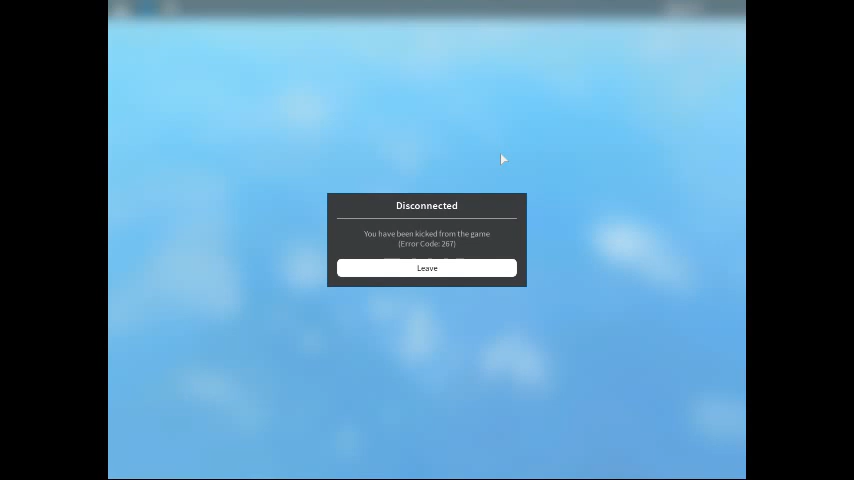 Disconnected
You have been kicked from the game
(Error Code: 267)
Leave